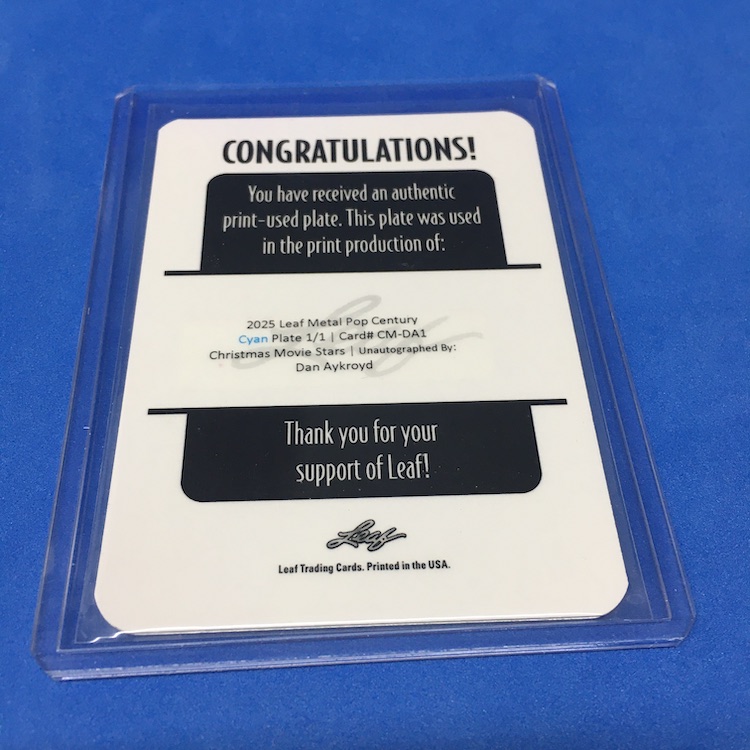 CONGRATULATIONS!
You have received an authentic
print-used plate. This plate was used
in the print production of:
2025 Leaf Metal Pop Century
Cyan Plate 1/1 | Card# CM-DA1
Christmas Movie Stars | Unautographed By:
Dan Aykroyd
Thank you for your
support of Leaf!
Leaf
Leaf Trading Cards. Printed in the USA.